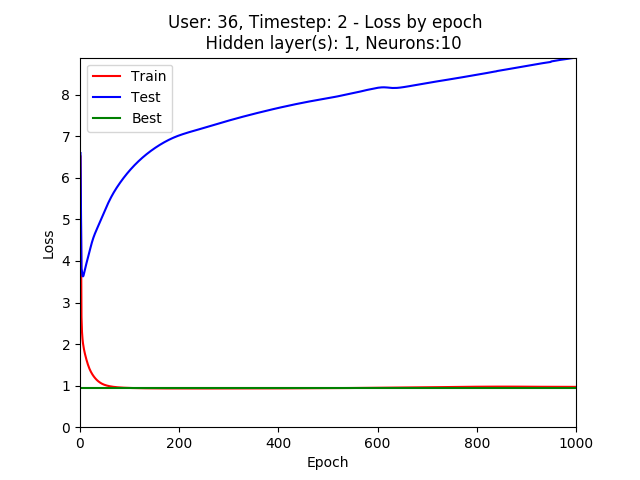 User: 36, Timestep: 2 - Loss by epoch
Hidden layer(s): 1, Neurons:10
Train
Test
Best
8
7
6
5
4
3
2
1
0
Loss
0 200 400 600 800 1000
Epoch